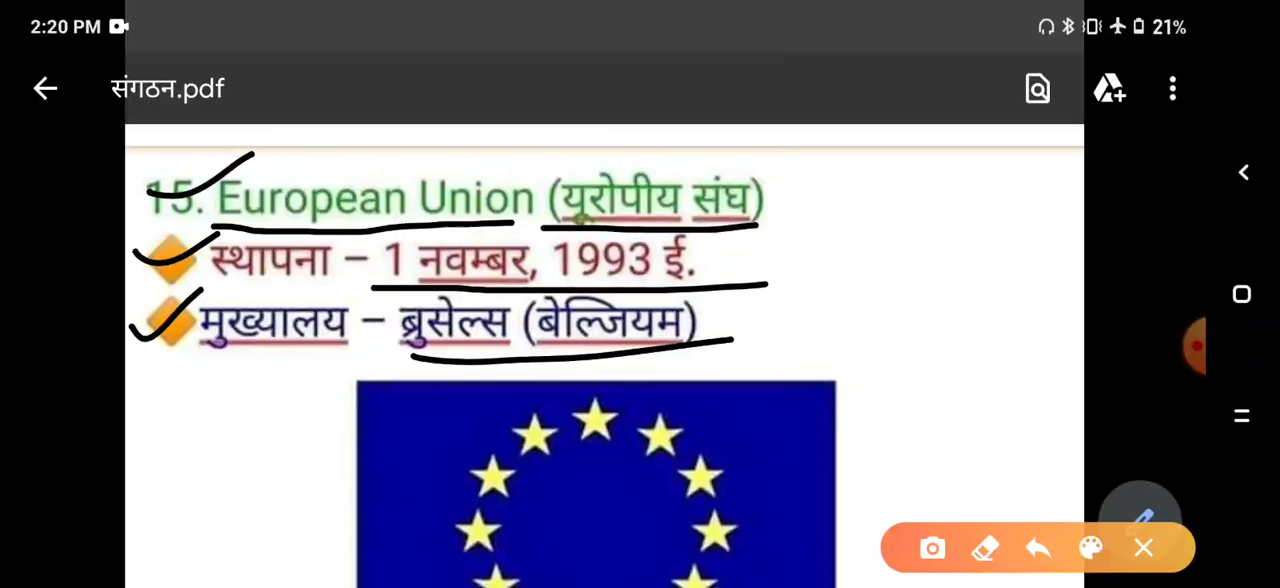 2:20 PM 21%
संगठन.pdf
15. European Union (यूरोपीय संघ)
स्थापना – 1 नवम्बर, 1993 ई.
मुख्यालय – ब्रुसेल्स (बेल्जियम)